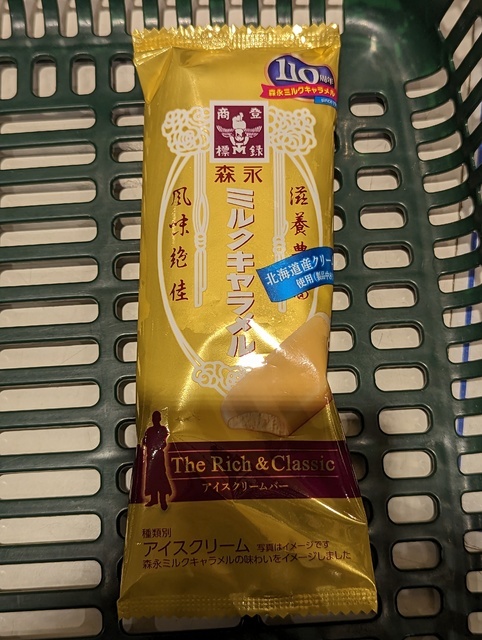 110周年
森永ミルクキャラメル
登録
商標
森永
ミルクキャラメル
滋養豊
風味絶佳
北海道産クリー
使用
The Rich & Classic
アイスクリームバー
種類別
アイスクリーム 写真はイメージです
森永ミルクキャラメルの味わいをイメージしました